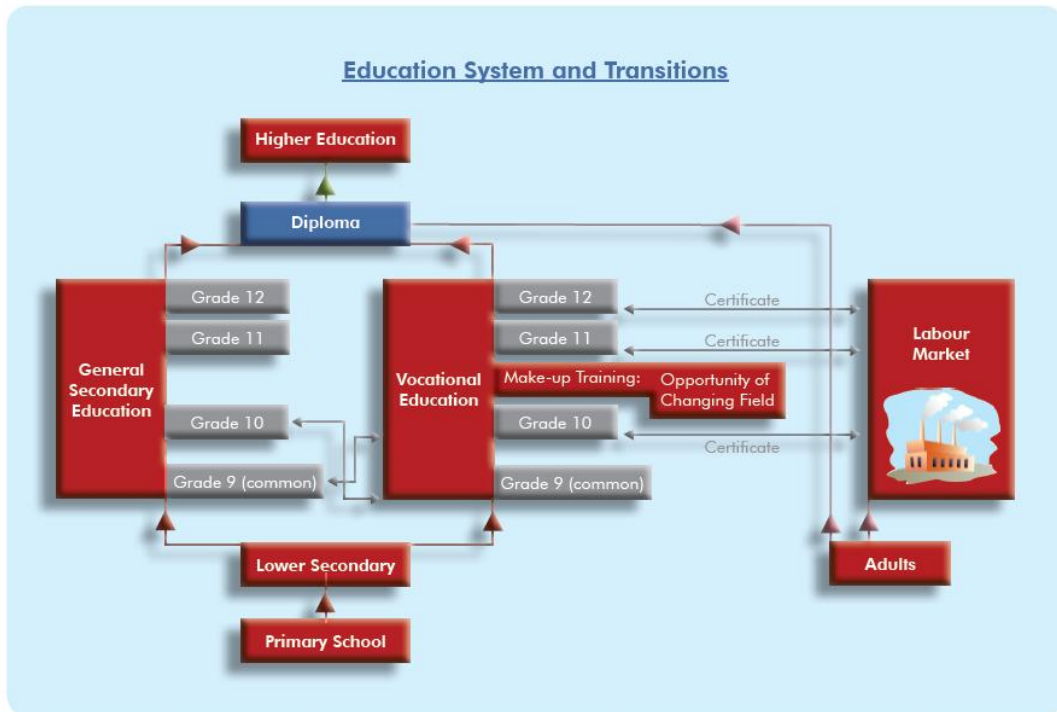 Education System and Transitions
Higher Education
Diploma
General
Secondary
Education
Grade 12
Grade 11
Grade 10
Grade 9 (common)
Vocational
Education
Grade 12
Grade 11
Make-up Training:
Opportunity of
Changing Field
Grade 10
Grade 9 (common)
Certificate
Certificate
Certificate
Labour
Market
Lower Secondary
Adults
Primary School